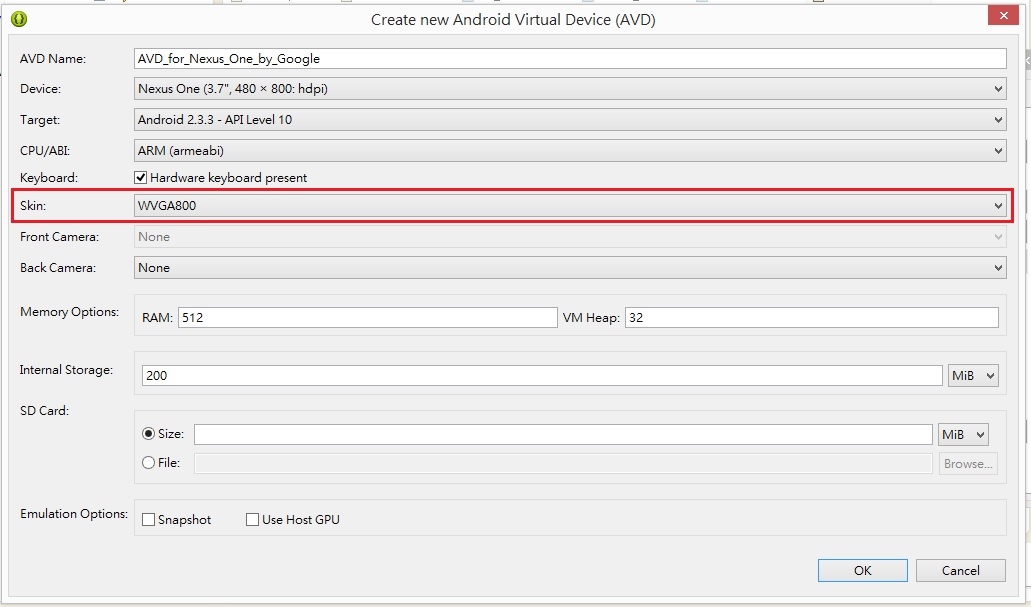 Create new Android Virtual Device (AVD)
AVD Name: AVD_for_Nexus_One_by_Google
Device: Nexus One (3.7", 480 × 800: hdpi)
Target: Android 2.3.3 - API Level 10
CPU/ABI: ARM (armeabi)
Keyboard: Hardware keyboard present
Skin: WVGA800
Front Camera: None
Back Camera: None
Memory Options: RAM: 512 VM Heap: 32
Internal Storage: 200 MiB
SD Card:
Size: MiB
File: Browse...
Emulation Options: Snapshot Use Host GPU
OK Cancel